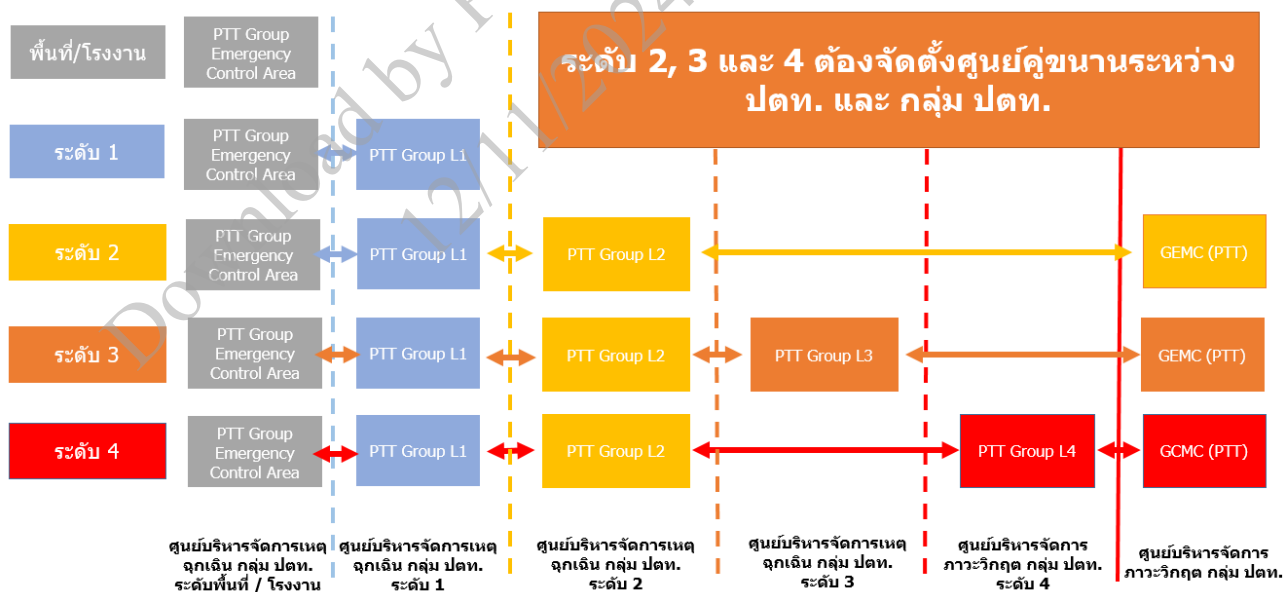 พื้นที่/โรงงาน
PTT Group
Emergency
Control Area
ระดับ 2, 3 และ 4 ต้องจัดตั้งศูนย์คู่ขนานระหว่าง
ปตท. และ กลุ่ม ปตท.
ระดับ 1
PTT Group
Emergency
Control Area
PTT Group L1
ระดับ 2
PTT Group
Emergency
Control Area
PTT Group L1
PTT Group L2
GEMC (PTT)
ระดับ 3
PTT Group
Emergency
Control Area
PTT Group L1
PTT Group L2
PTT Group L3
GEMC (PTT)
ระดับ 4
PTT Group
Emergency
Control Area
PTT Group L1
PTT Group L2
PTT Group L4
GCMC (PTT)
ศูนย์บริหารจัดการเหตุ
ฉุกเฉิน กลุ่ม ปตท.
ระดับพื้นที่ / โรงงาน
ศูนย์บริหารจัดการเหตุ
ฉุกเฉิน กลุ่ม ปตท.
ระดับ 1
ศูนย์บริหารจัดการเหตุ
ฉุกเฉิน กลุ่ม ปตท.
ระดับ 2
ศูนย์บริหารจัดการเหตุ
ฉุกเฉิน กลุ่ม ปตท.
ระดับ 3
ศูนย์บริหารจัดการ
ภาวะวิกฤต กลุ่ม ปตท.
ระดับ 4
ศูนย์บริหารจัดการ
ภาวะวิกฤต กลุ่ม ปตท.
Download by
12/11/2024